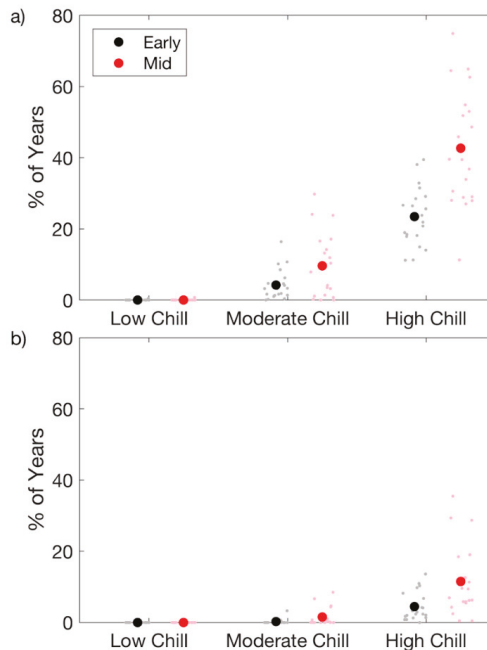 a)
80
60
40
20
0
% of Years
Early
Mid
Low Chill
Moderate Chill
High Chill
b)
80
60
40
20
0
% of Years
Low Chill
Moderate Chill
High Chill